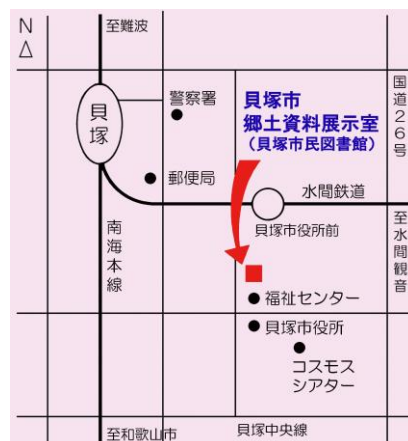 N
至難波
貝塚
警察署
貝塚市
郷土資料展示室
（貝塚市民図書館）
国道26号
郵便局
水間鉄道
貝塚市役所前
南海本線
至水間観音
福祉センター
貝塚市役所
コスモス
シアター
至和歌山市
貝塚中央線